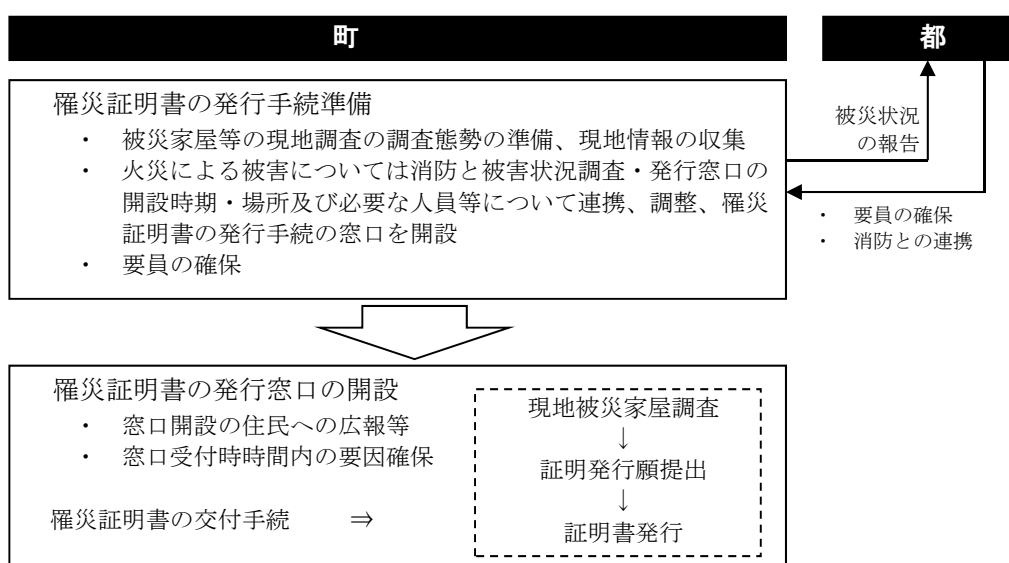 町
都
罹災証明書の発行手続準備
・ 被災家屋等の現地調査の調査態勢の準備、現地情報の収集
・ 火災による被害については消防と被害状況調査・発行窓口の
開設時期・場所及び必要な人員等について連携、調整、罹災
証明書の発行手続の窓口を開設
・ 要員の確保
被災状況
の報告
・ 要員の確保
・ 消防との連携
罹災証明書の発行窓口の開設
・ 窓口開設の住民への広報等
・ 窓口受付時時間内の要因確保
罹災証明書の交付手続 ⇒
現地被災家屋調査
↓
証明発行願提出
↓
証明書発行